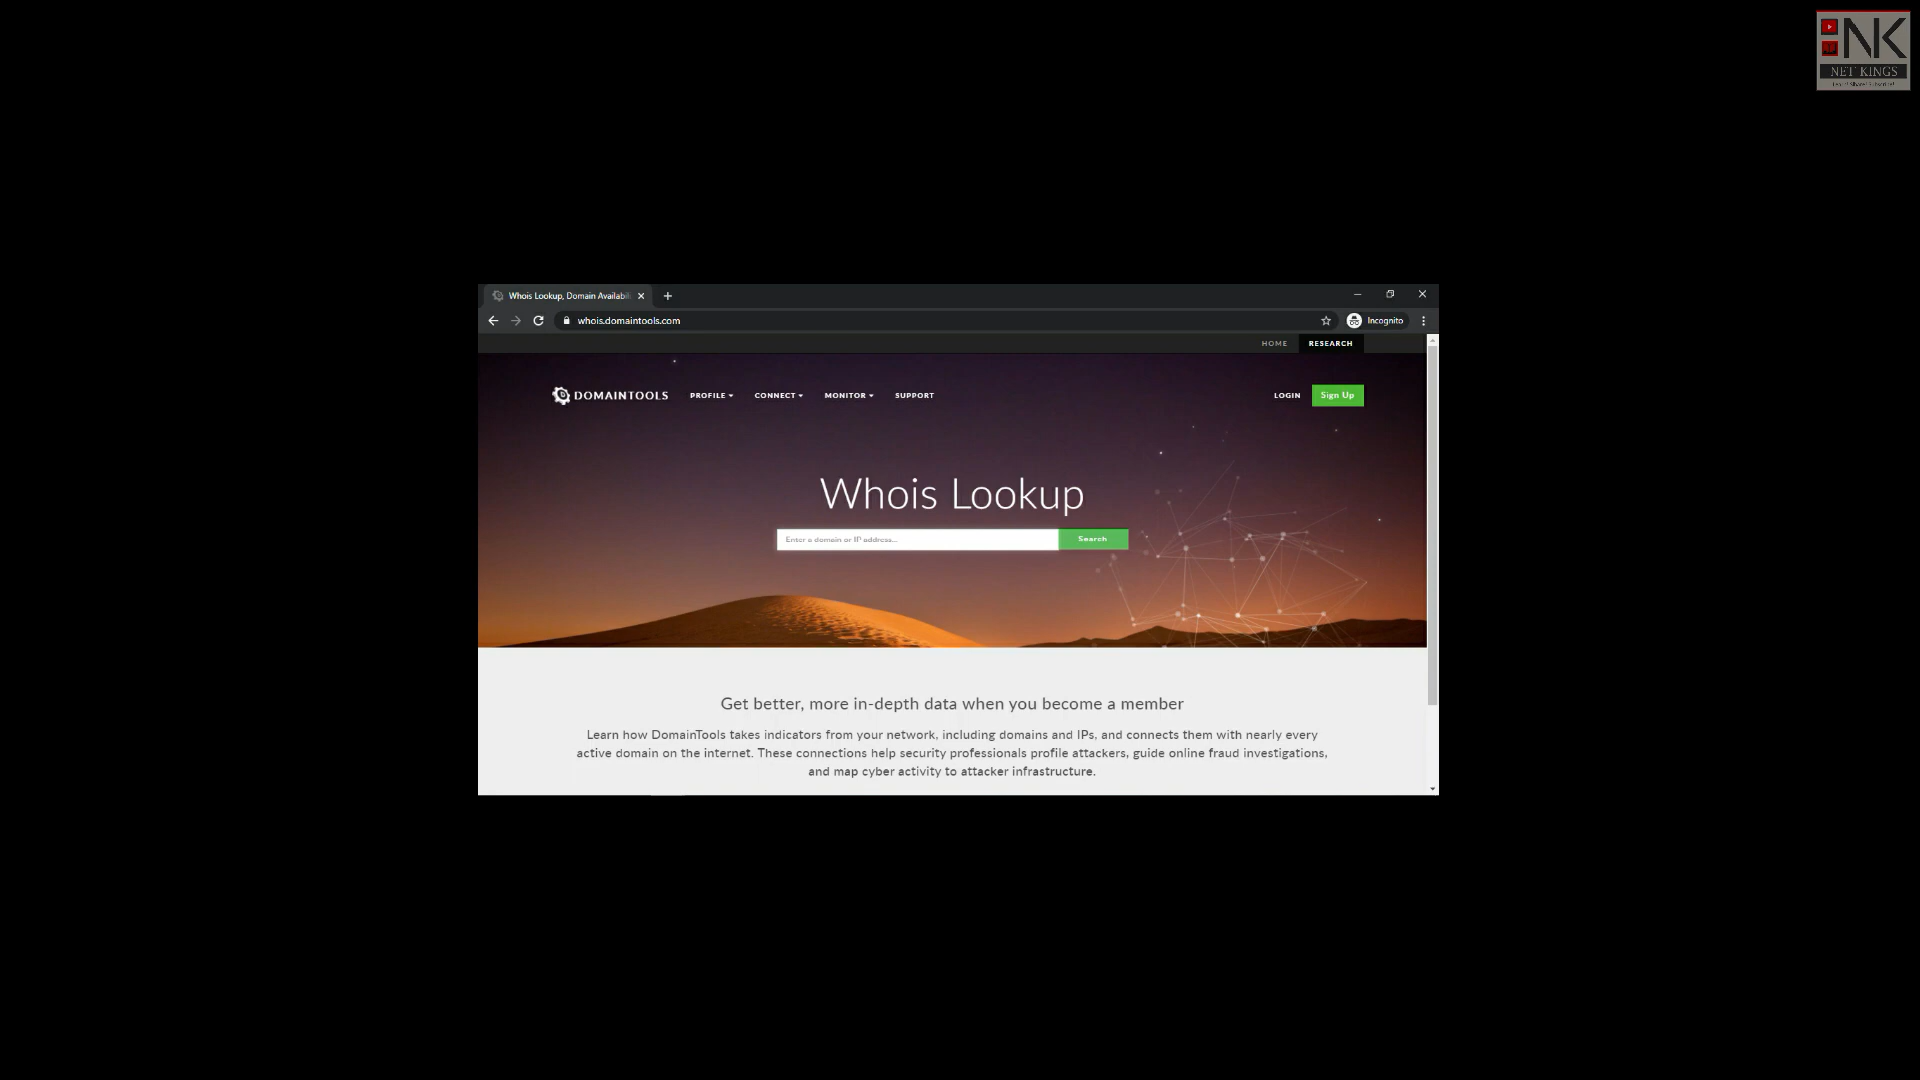 NK
NET KINGS
Whois Lookup, Domain Availabil
whois.domaintools.com
Incognito
HOME
RESEARCH
DOMAINTOOLS
PROFILE
CONNECT
MONITOR
SUPPORT
LOGIN
Sign Up
Whois Lookup
Enter a domain or IP address...
Search
Get better, more in-depth data when you become a member
Learn how DomainTools takes indicators from your network, including domains and IPs, and connects them with nearly every
active domain on the internet. These connections help security professionals profile attackers, guide online fraud investigations,
and map cyber activity to attacker infrastructure.